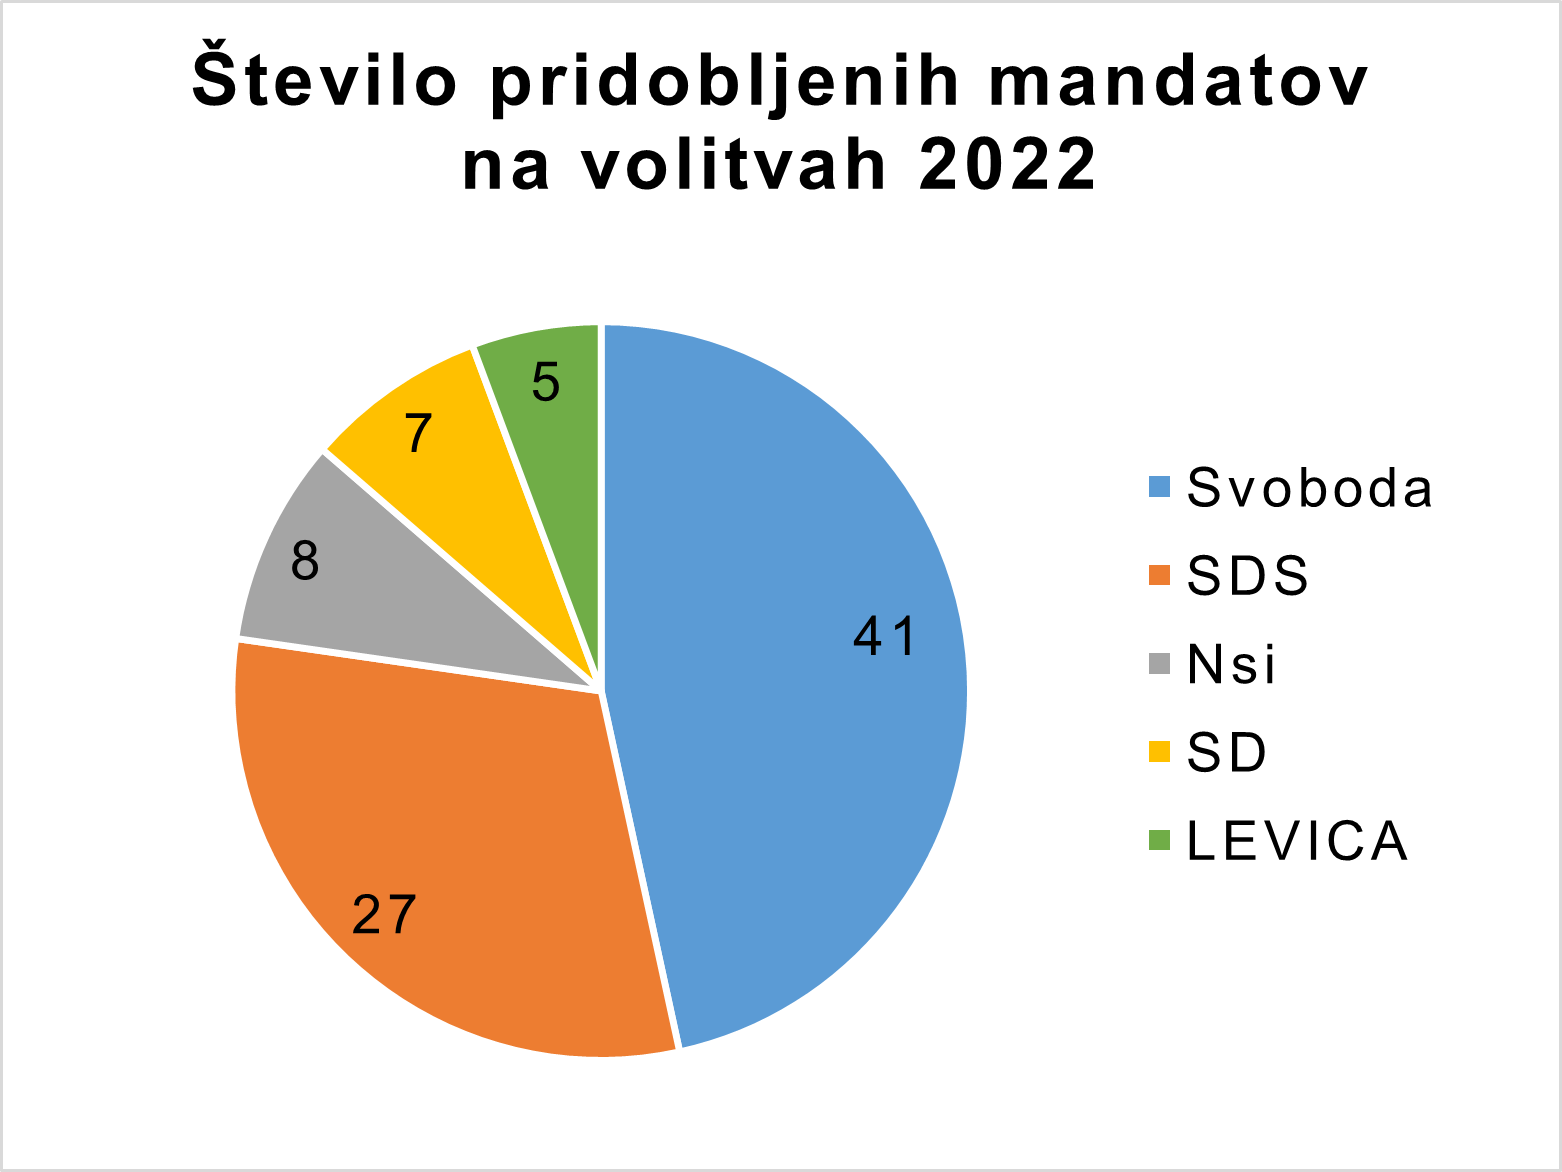 Število pridobljenih mandatov
na volitvah 2022
5
7
8
41
27
Svoboda
SDS
Nsi
SD
LEVICA